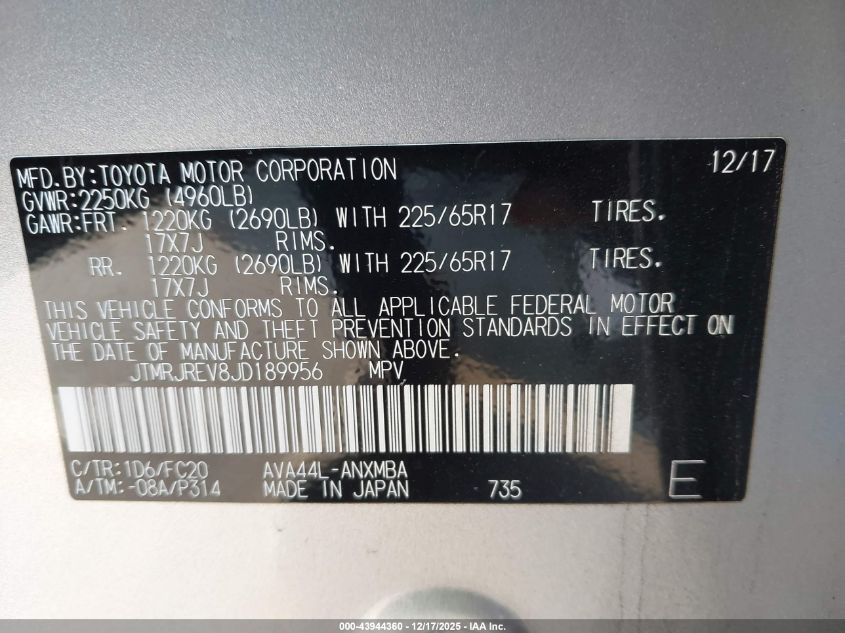 MFD.BY:TOYOTA MOTOR CORPORATION 12/17
GVWR:2250KG (4960LB)
GAWR:FRT. 1220KG (2690LB) WITH 225/65R17 TIRES.
17X7J RIMS.
RR. 1220KG (2690LB) WITH 225/65R17 TIRES.
17X7J RIMS.
THIS VEHICLE CONFORMS TO ALL APPLICABLE FEDERAL MOTOR
VEHICLE SAFETY AND THEFT PREVENTION STANDARDS IN EFFECT ON
THE DATE OF MANUFACTURE SHOWN ABOVE.
JTMRJREV8JD189956 MPV
C/TR:1D6/FC20 AVA44L-ANXMBA
A/TM:-08A/P314 MADE IN JAPAN 735 E
000-43944360 - 12/17/2025 - IAA Inc.